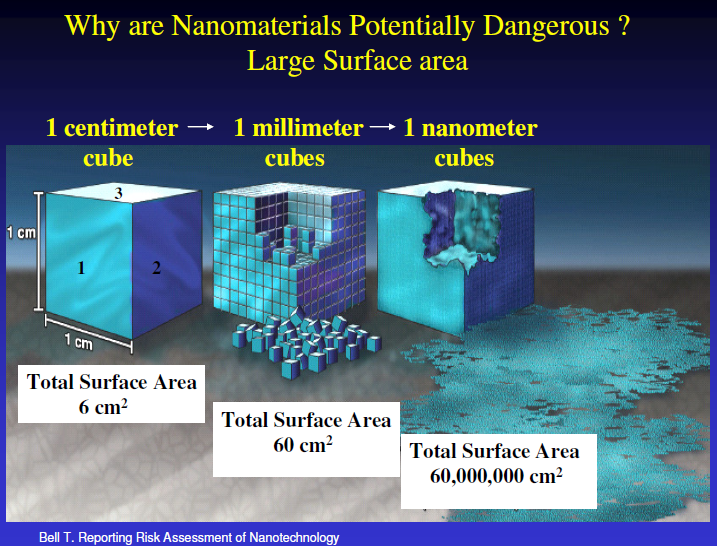 Why are Nanomaterials Potentially Dangerous ?
Large Surface area
1 centimeter → 1 millimeter → 1 nanometer
cube cubes cubes
3
1 cm
1 2
1 cm
Total Surface Area
6 cm²
Total Surface Area
60 cm²
Total Surface Area
60,000,000 cm²
Bell T. Reporting Risk Assessment of Nanotechnology